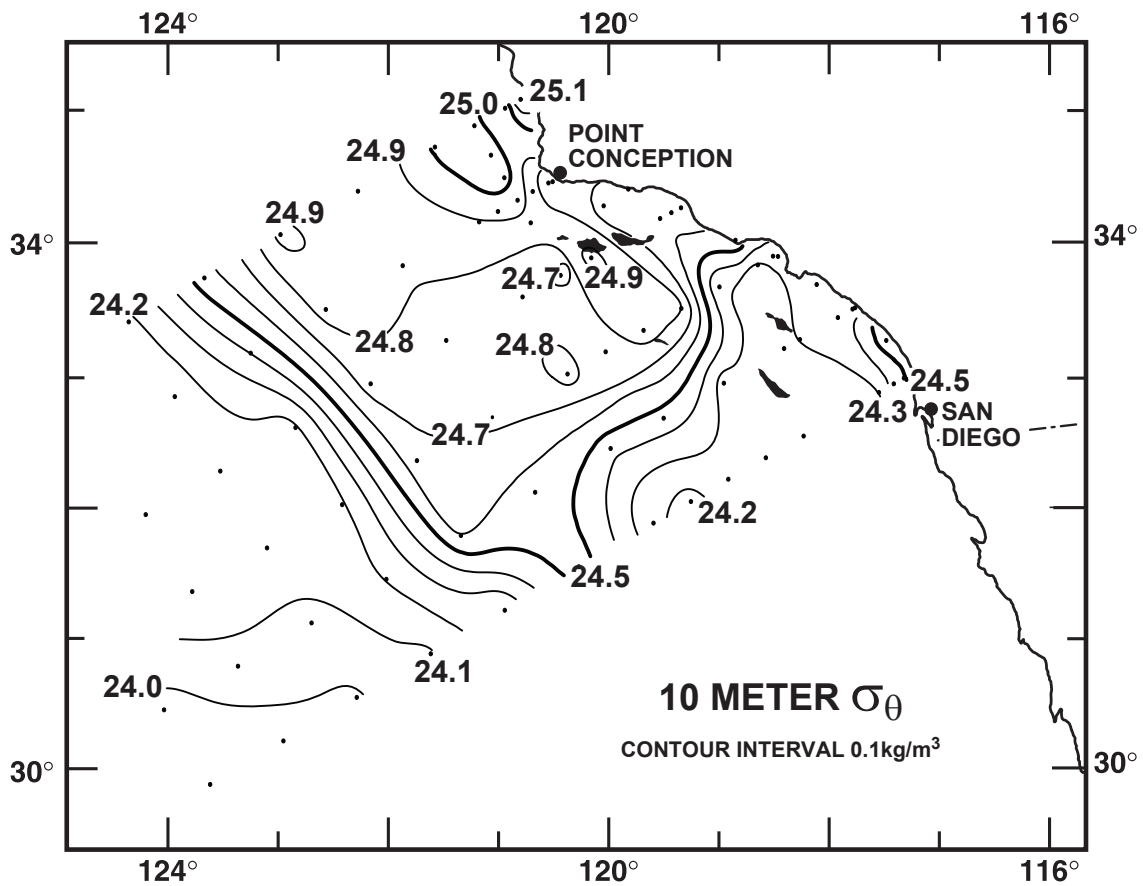 124° 120° 116°
25.1
25.0
POINT
CONCEPTION
24.9
24.9
34° 34°
24.7 24.9
24.2
24.8 24.8
24.5
24.3 SAN
DIEGO
24.7
24.2
24.5
24.1
24.0
10 METER σθ
CONTOUR INTERVAL 0.1kg/m³
30° 30°
124° 120° 116°